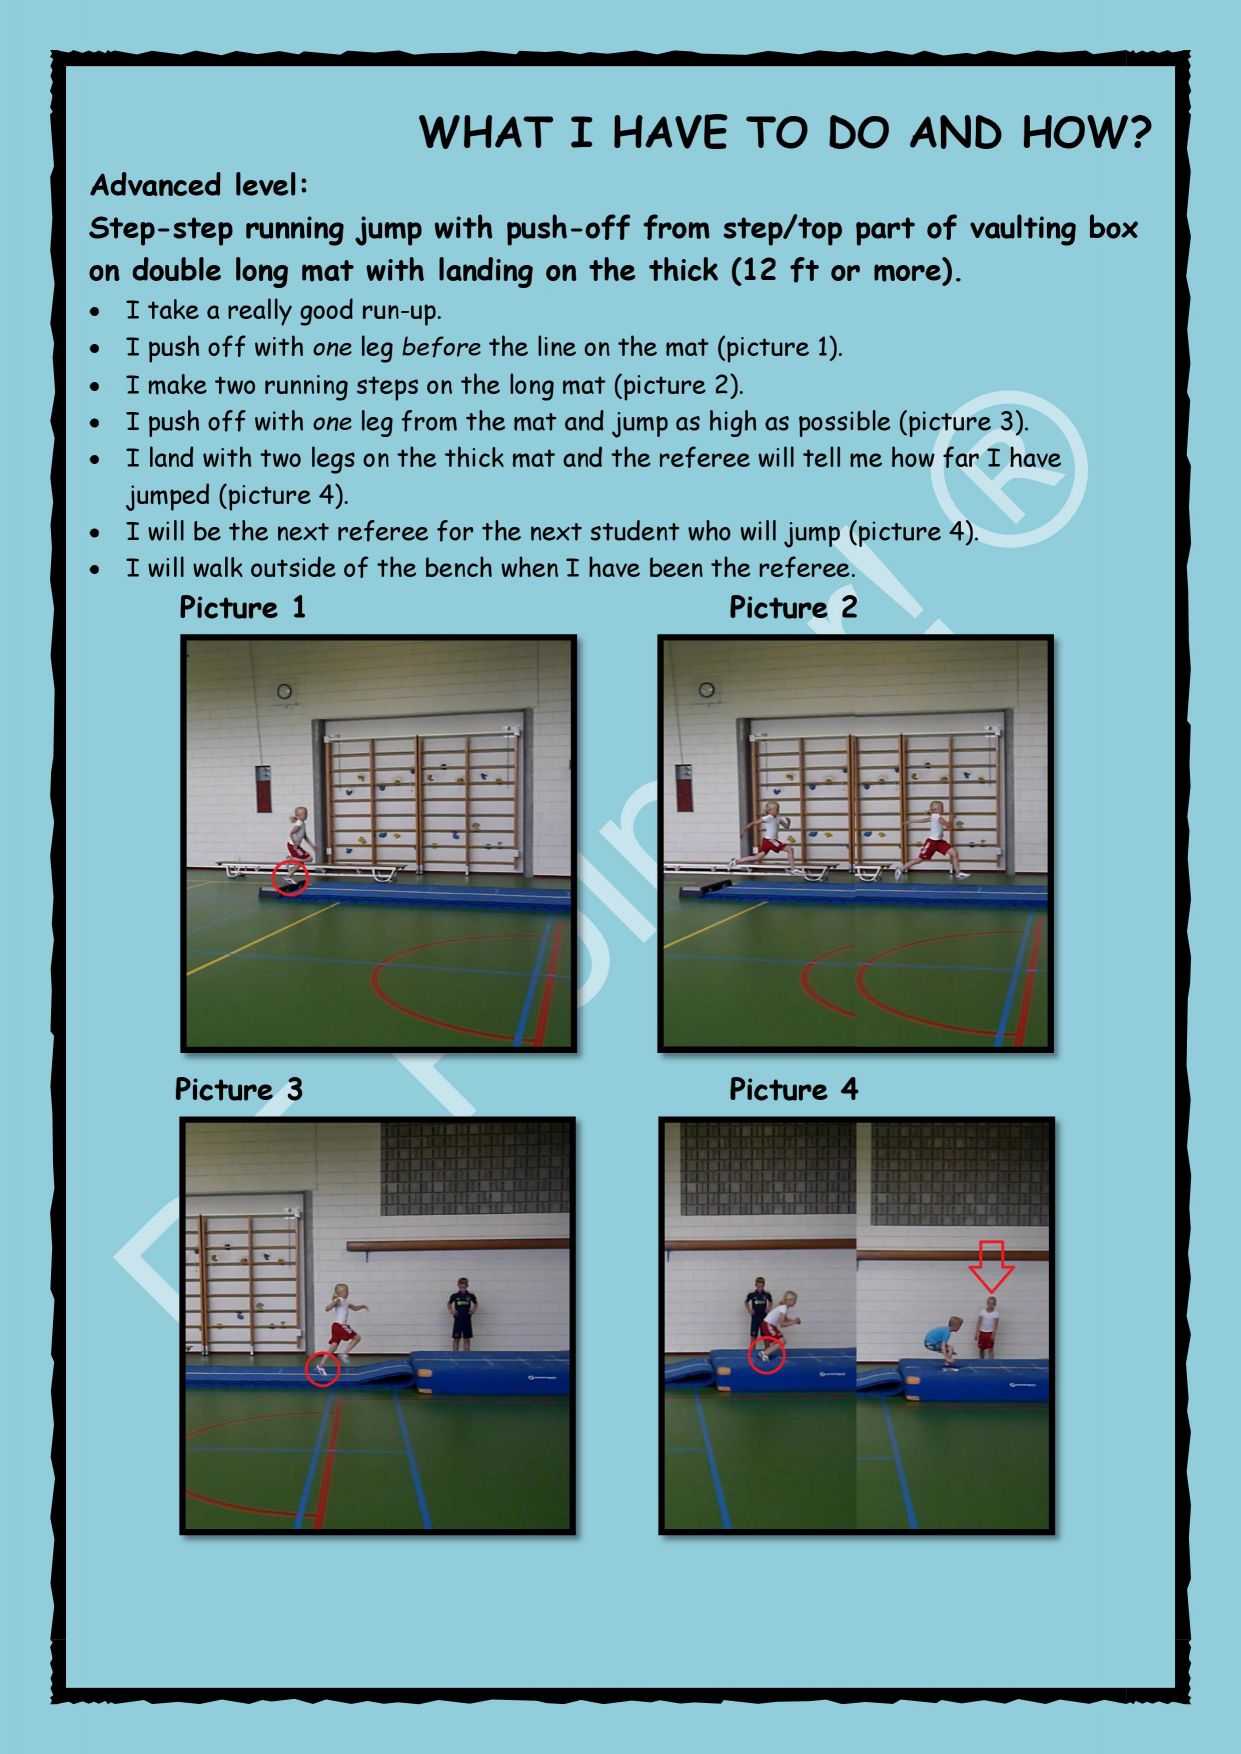 WHAT I HAVE TO DO AND HOW?
Advanced level:
Step-step running jump with push-off from step/top part of vaulting box
on double long mat with landing on the thick (12 ft or more).
• I take a really good run-up.
• I push off with one leg before the line on the mat (picture 1).
• I make two running steps on the long mat (picture 2).
• I push off with one leg from the mat and jump as high as possible (picture 3).
• I land with two legs on the thick mat and the referee will tell me how far I have
jumped (picture 4).
• I will be the next referee for the next student who will jump (picture 4).
• I will walk outside of the bench when I have been the referee.
Picture 1
Picture 2
Picture 3
Picture 4